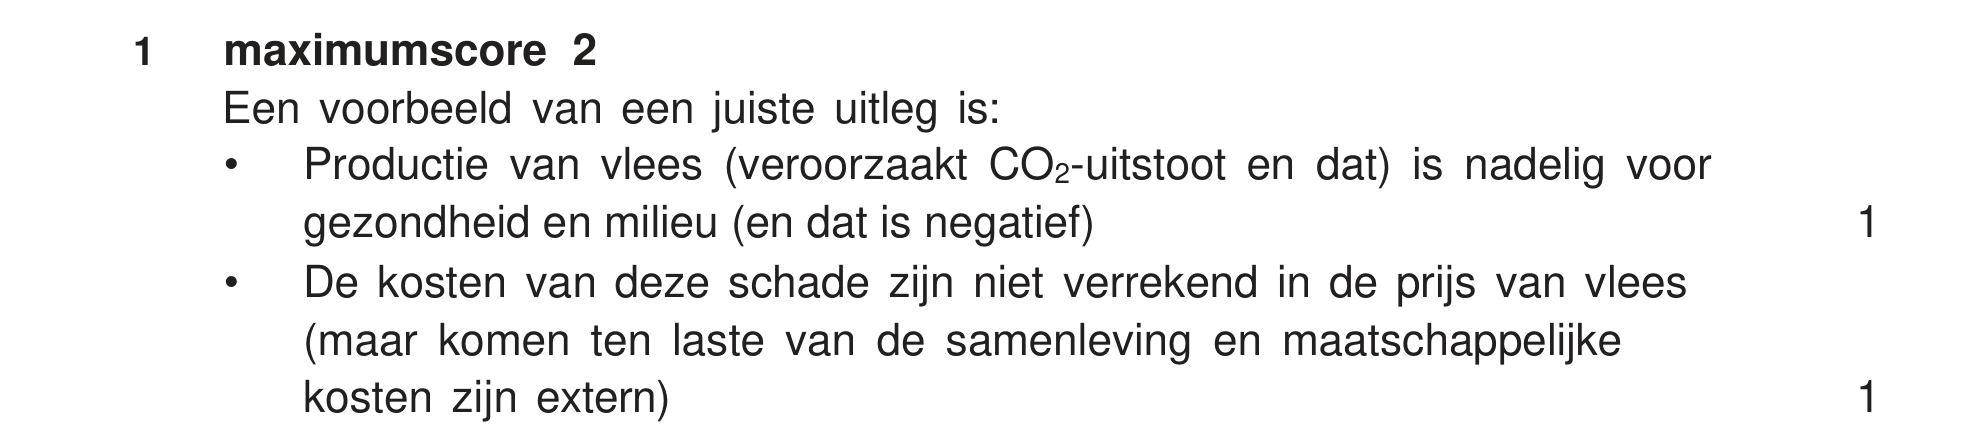 1 maximumscore 2
Een voorbeeld van een juiste uitleg is:
• Productie van vlees (veroorzaakt CO₂-uitstoot en dat) is nadelig voor
gezondheid en milieu (en dat is negatief) 1
• De kosten van deze schade zijn niet verrekend in de prijs van vlees
(maar komen ten laste van de samenleving en maatschappelijke
kosten zijn extern) 1